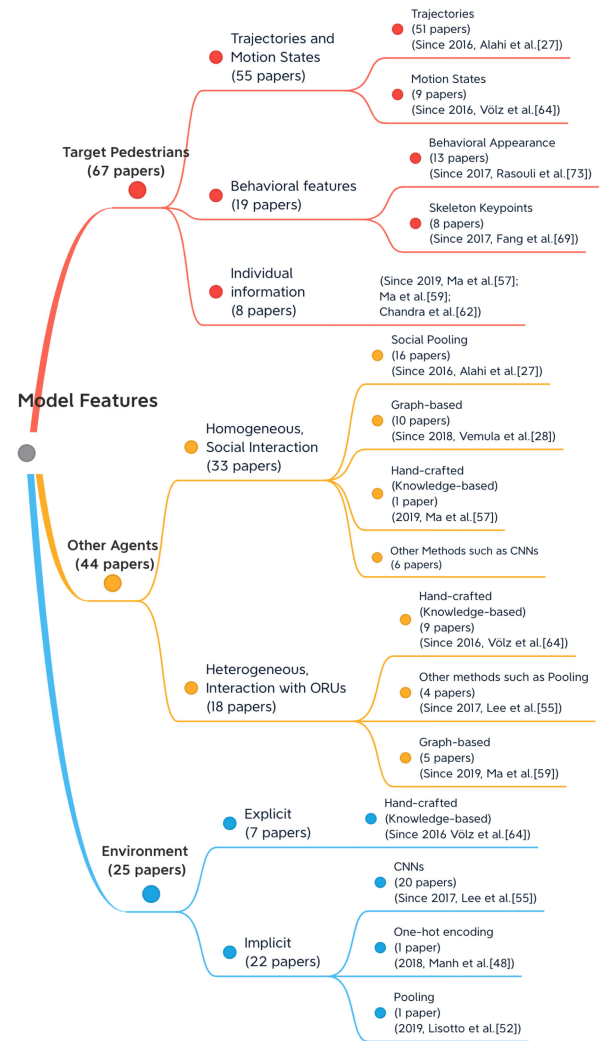 Model Features
Target Pedestrians
(67 papers)
Trajectories and
Motion States
(55 papers)
Trajectories
(51 papers)
(Since 2016, Alahi et al.[27])
Motion States
(9 papers)
(Since 2016, Völz et al.[64])
Behavioral features
(19 papers)
Behavioral Appearance
(13 papers)
(Since 2017, Rasouli et al.[73])
Skeleton Keypoints
(8 papers)
(Since 2017, Fang et al.[69])
Individual
information
(8 papers)
(Since 2019, Ma et al.[57];
Ma et al.[59];
Chandra et al.[62])
Other Agents
(44 papers)
Homogeneous,
Social Interaction
(33 papers)
Social Pooling
(16 papers)
(Since 2016, Alahi et al.[27])
Graph-based
(10 papers)
(Since 2018, Vemula et al.[28])
Hand-crafted
(Knowledge-based)
(1 paper)
(2019, Ma et al.[57])
Other Methods such as CNNs
(6 papers)
Heterogeneous,
Interaction with ORUs
(18 papers)
Hand-crafted
(Knowledge-based)
(9 papers)
(Since 2016, Völz et al.[64])
Other methods such as Pooling
(4 papers)
(Since 2017, Lee et al.[55])
Graph-based
(5 papers)
(Since 2019, Ma et al.[59])
Environment
(25 papers)
Explicit
(7 papers)
Hand-crafted
(Knowledge-based)
(Since 2016 Völz et al.[64])
Implicit
(22 papers)
CNNs
(20 papers)
(Since 2017, Lee et al.[55])
One-hot encoding
(1 paper)
(2018, Manh et al.[48])
Pooling
(1 paper)
(2019, Lisotto et al.[52])